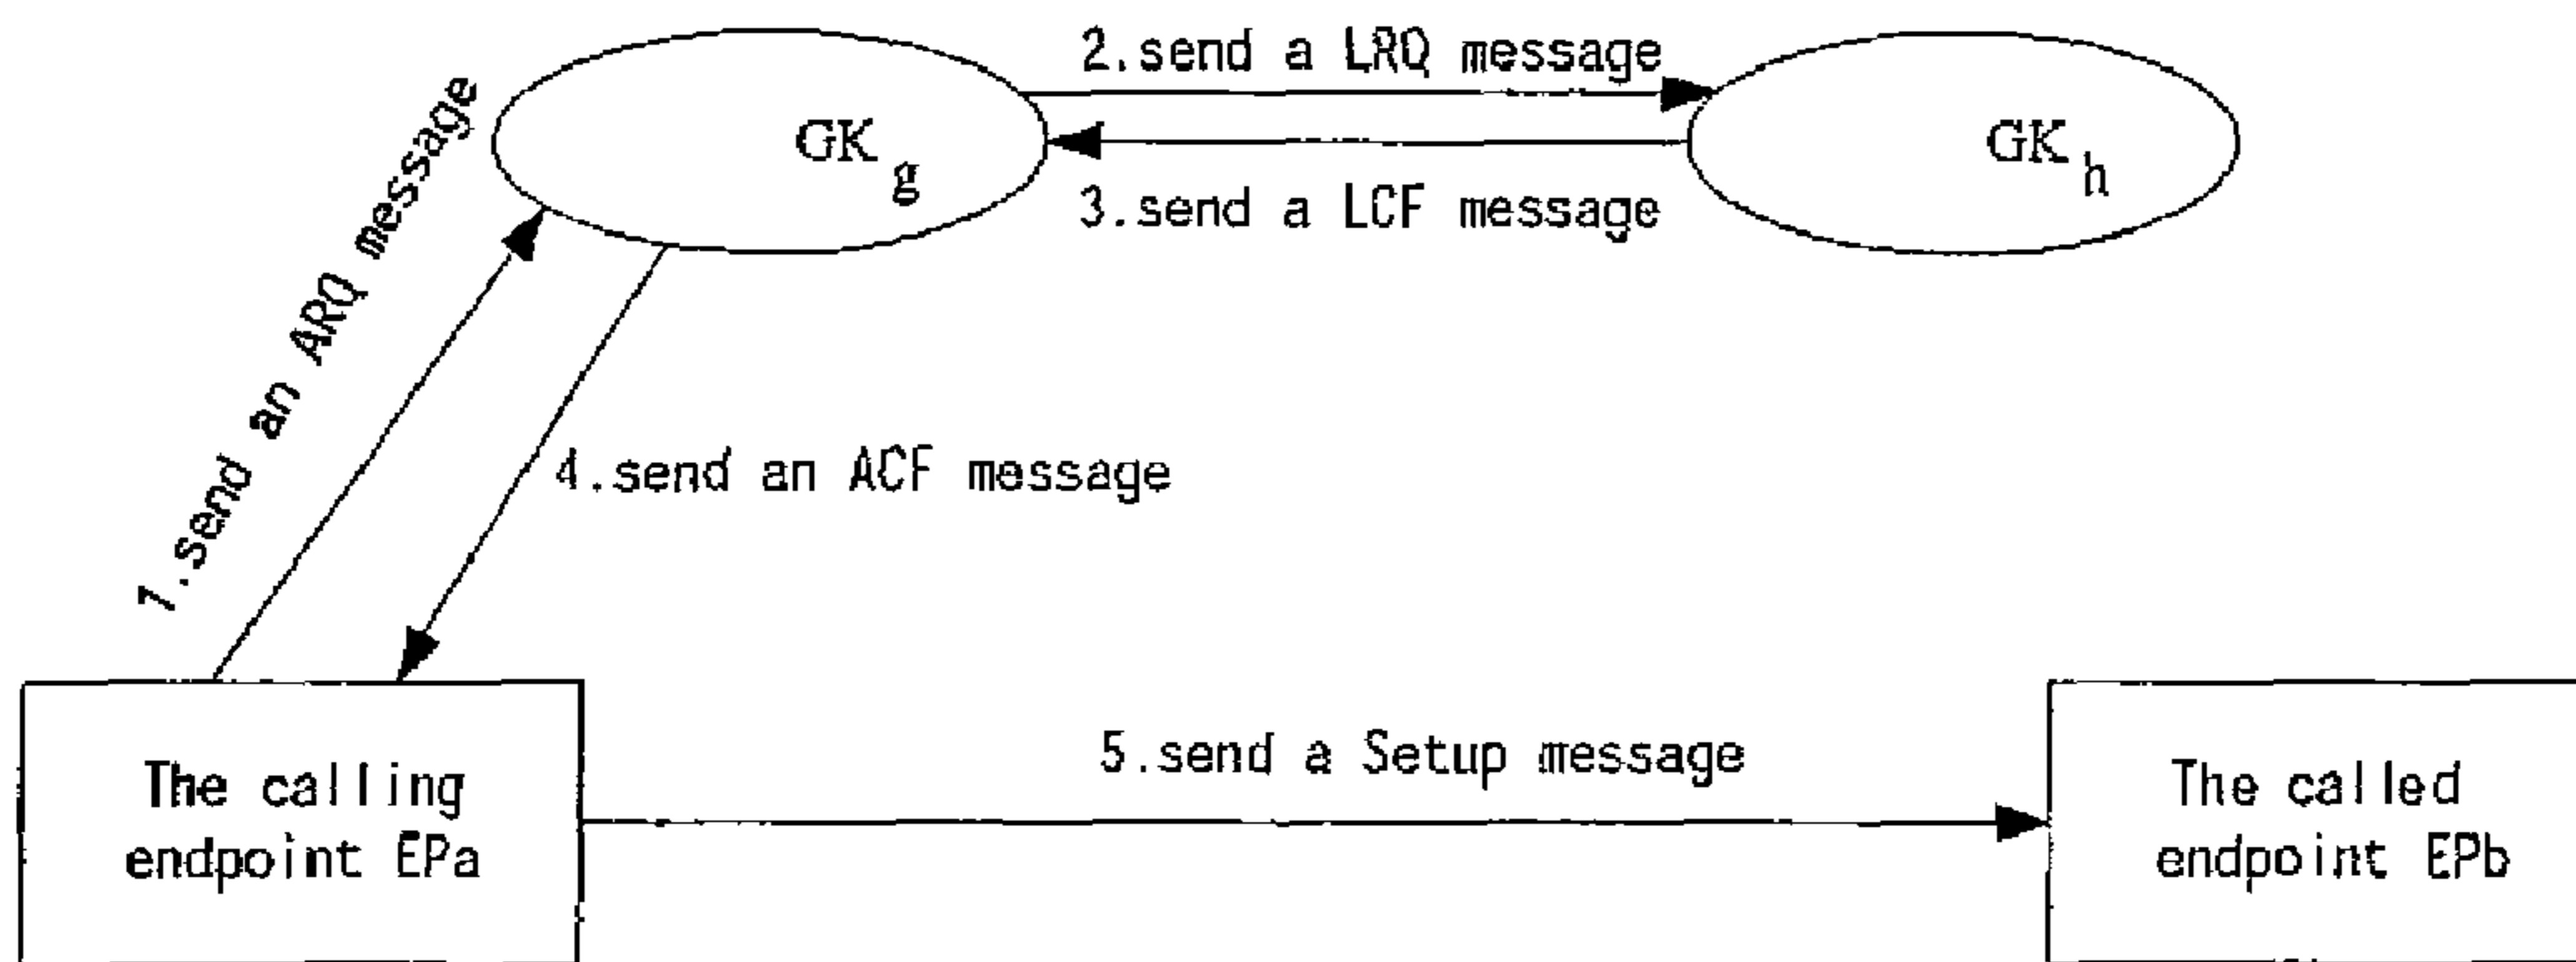 2.send a LRQ message
GK g
GK h
3.send a LCF message
1.send an ARQ message
4.send an ACF message
5.send a Setup message
The calling
endpoint EPa
The called
endpoint EPb